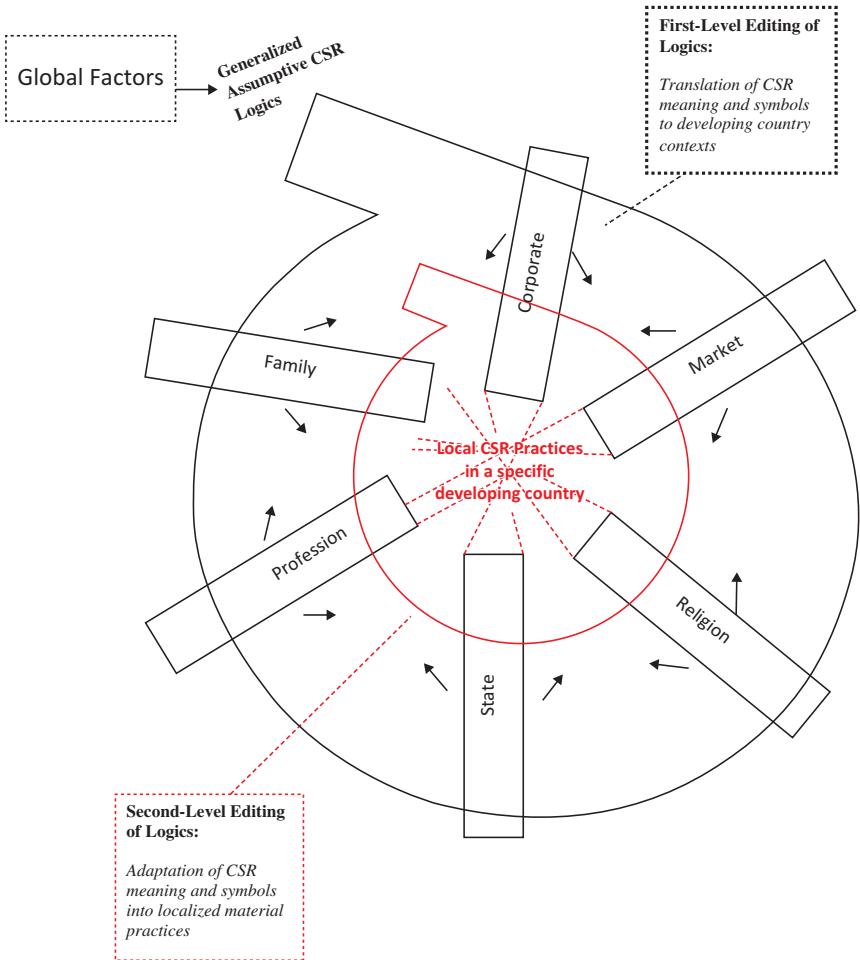 Global Factors
Generalized
Assumptive CSR
Logics
First-Level Editing of
Logics:
Translation of CSR
meaning and symbols
to developing country
contexts
Corporate
Market
Family
Local CSR Practices
in a specific
developing country
Profession
Religion
State
Second-Level Editing
of Logics:
Adaptation of CSR
meaning and symbols
into localized material
practices